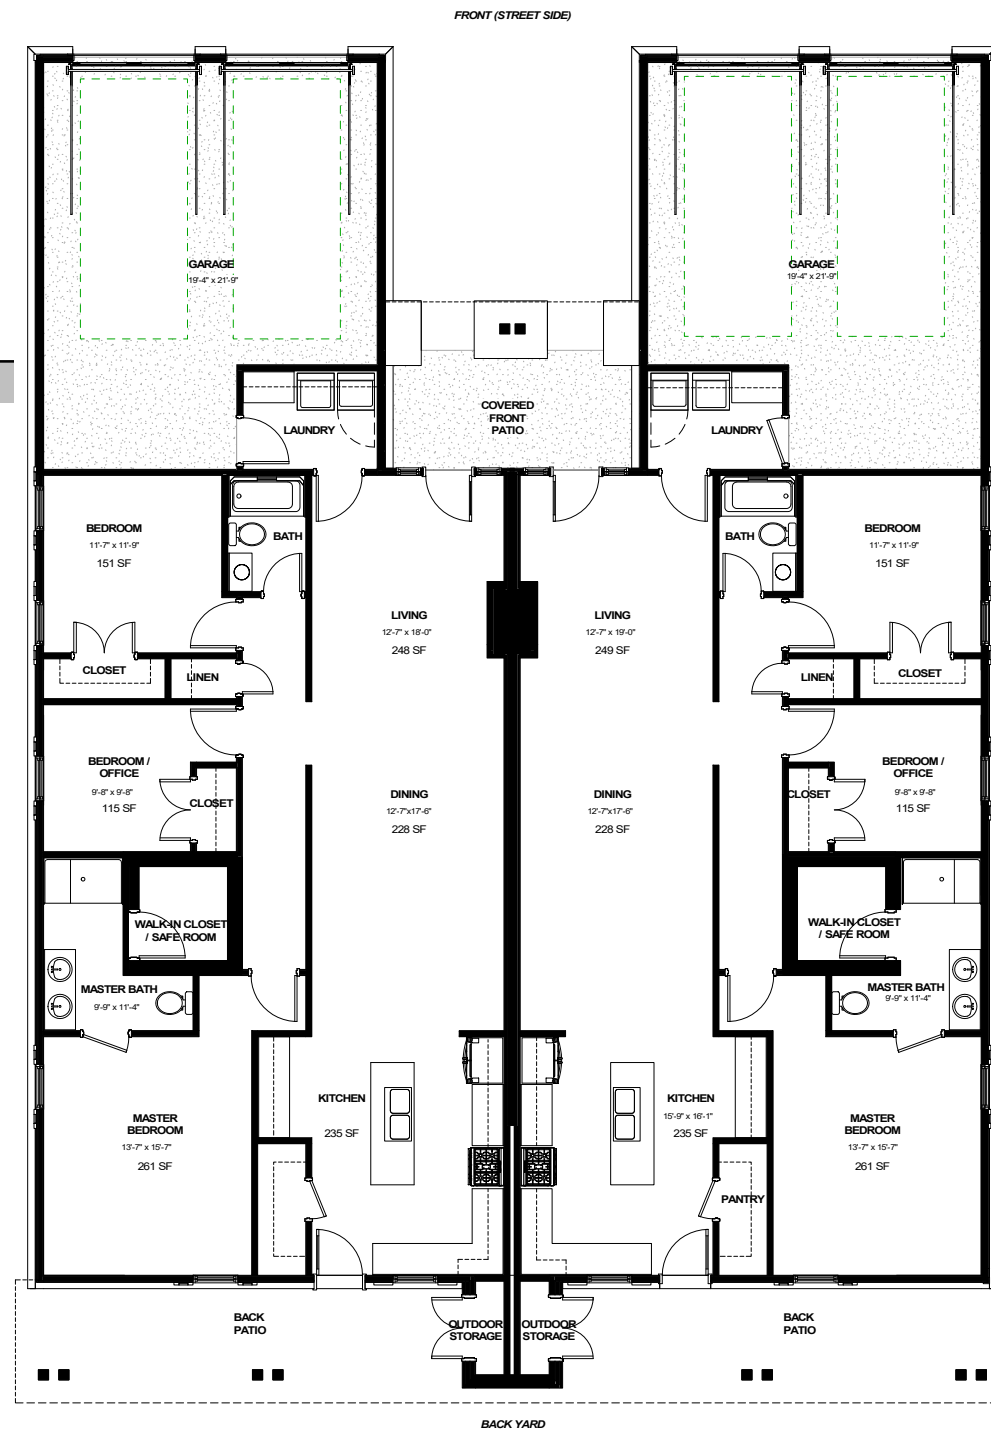 FRONT (STREET SIDE)
GARAGE
19'-4" x 21'-9"
GARAGE
19'-4" x 21'-9"
COVERED
FRONT
PATIO
LAUNDRY
LAUNDRY
BEDROOM
11'-7" x 11'-9"
151 SF
BATH
BATH
BEDROOM
11'-7" x 11'-9"
151 SF
LIVING
12'-7" x 18'-0"
248 SF
LIVING
12'-7" x 19'-0"
249 SF
CLOSET
LINEN
LINEN
CLOSET
BEDROOM /
OFFICE
9'-8" x 9'-8"
115 SF
CLOSET
DINING
12'-7"x17'-6"
228 SF
DINING
12'-7"x17'-6"
228 SF
CLOSET
BEDROOM /
OFFICE
9'-8" x 9'-8"
115 SF
WALK-IN CLOSET
/ SAFE ROOM
WALK-IN CLOSET
/ SAFE ROOM
MASTER BATH
9'-9" x 11'-4"
MASTER BATH
9'-9" x 11'-4"
MASTER
BEDROOM
13'-7" x 15'-7"
261 SF
KITCHEN
235 SF
KITCHEN
15'-9" x 16'-1"
235 SF
MASTER
BEDROOM
13'-7" x 15'-7"
261 SF
PANTRY
BACK
PATIO
OUTDOOR
STORAGE
OUTDOOR
STORAGE
BACK
PATIO
BACK YARD